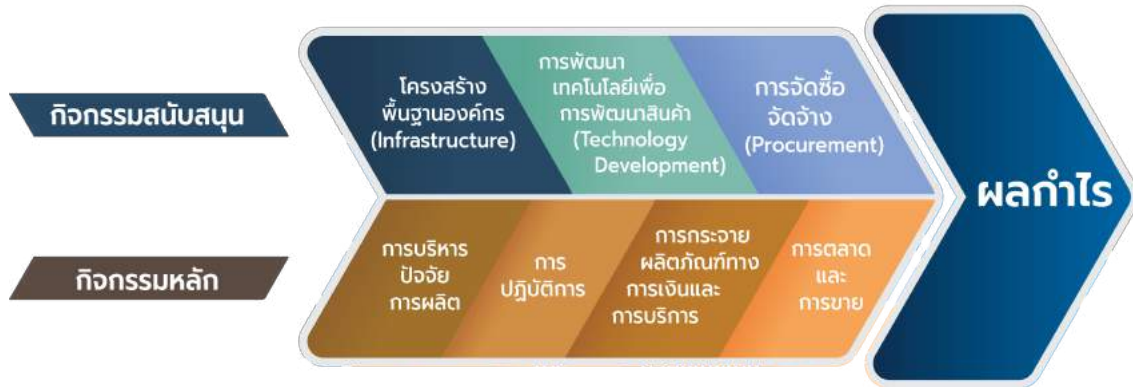 กิจกรรมสนับสนุน
โครงสร้าง
พื้นฐานองค์กร
(Infrastructure)
การพัฒนา
เทคโนโลยีเพื่อ
การพัฒนาสินค้า
(Technology
Development)
การจัดซื้อ
จัดจ้าง
(Procurement)
ผลกำไร
กิจกรรมหลัก
การบริหาร
ปัจจัย
การผลิต
การ
ปฏิบัติการ
การกระจาย
ผลิตภัณฑ์ทาง
การเงินและ
การบริการ
การตลาด
และ
การขาย